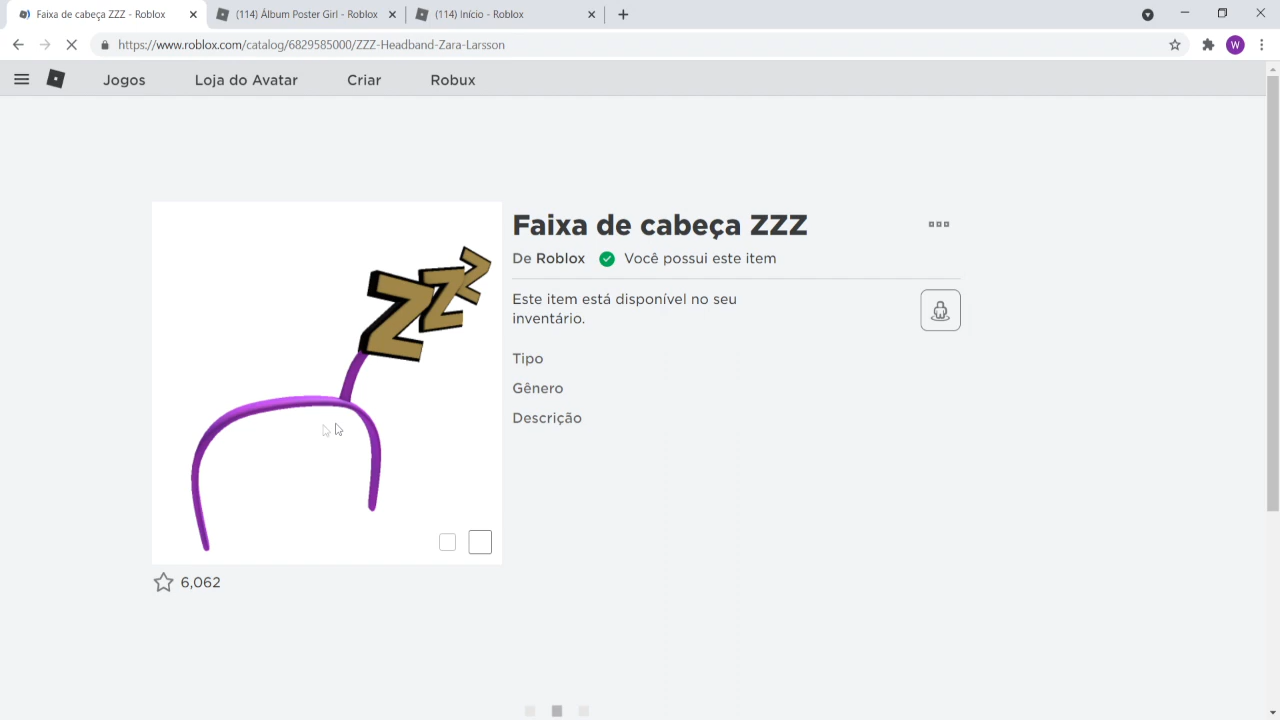 Faixa de cabeça ZZZ - Roblox
(114) Álbum Poster Girl - Roblox
(114) Início - Roblox
https://www.roblox.com/catalog/6829585000/ZZZ-Headband-Zara-Larsson
W
Jogos Loja do Avatar Criar Robux
ZZZ
Faixa de cabeça ZZZ
De Roblox Você possui este item
Este item está disponível no seu
inventário.
Tipo
Gênero
Descrição
6,062